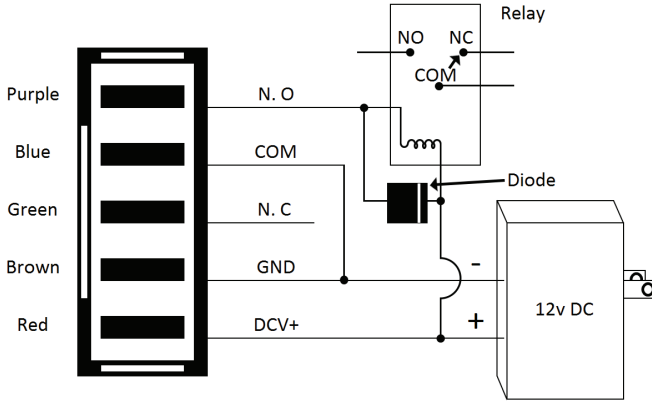 Relay
NO
NC
COM
Purple
N. O
Blue
COM
Diode
Green
N. C
Brown
GND
-
12v DC
Red
DCV+
+